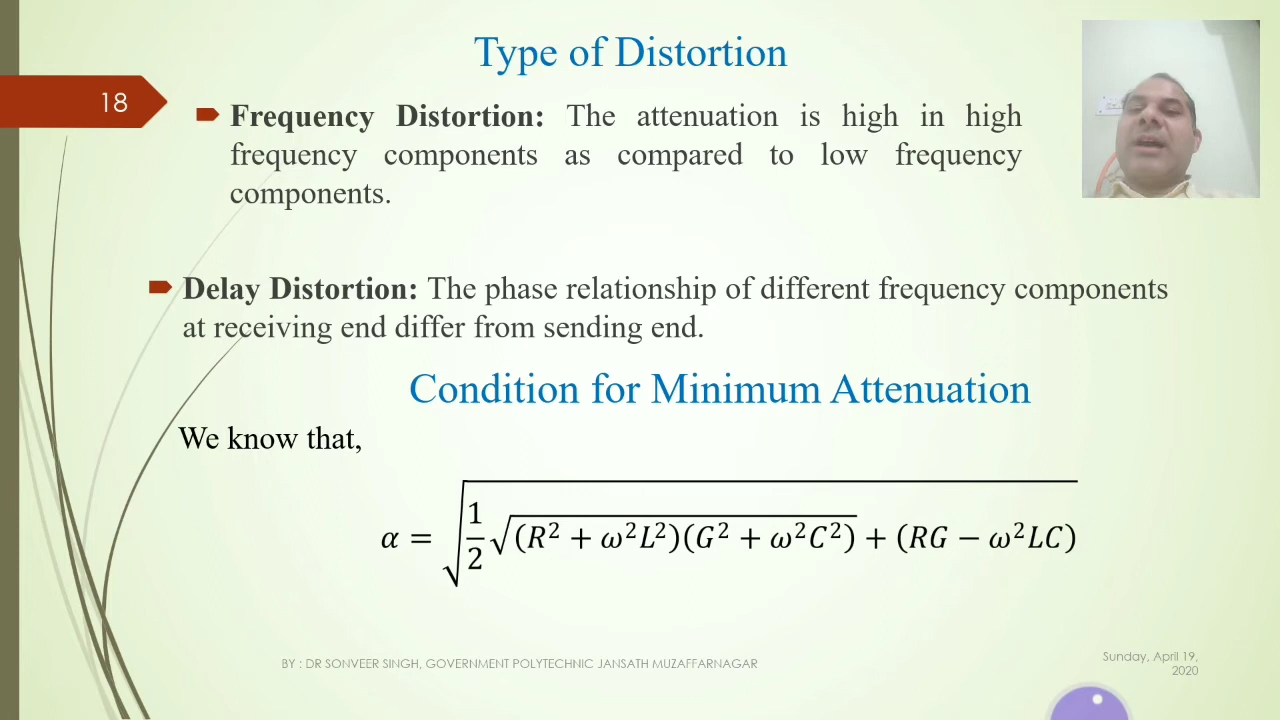 Type of Distortion
18
Frequency Distortion: The attenuation is high in high
frequency components as compared to low frequency
components.
Delay Distortion: The phase relationship of different frequency components
at receiving end differ from sending end.
Condition for Minimum Attenuation
We know that,
α = √(1/2 √((R² + ω²L²)(G² + ω²C²)) + (RG − ω²LC))
BY : DR SONVEER SINGH, GOVERNMENT POLYTECHNIC JANSATH MUZAFFARNAGAR
Sunday, April 19,
2020